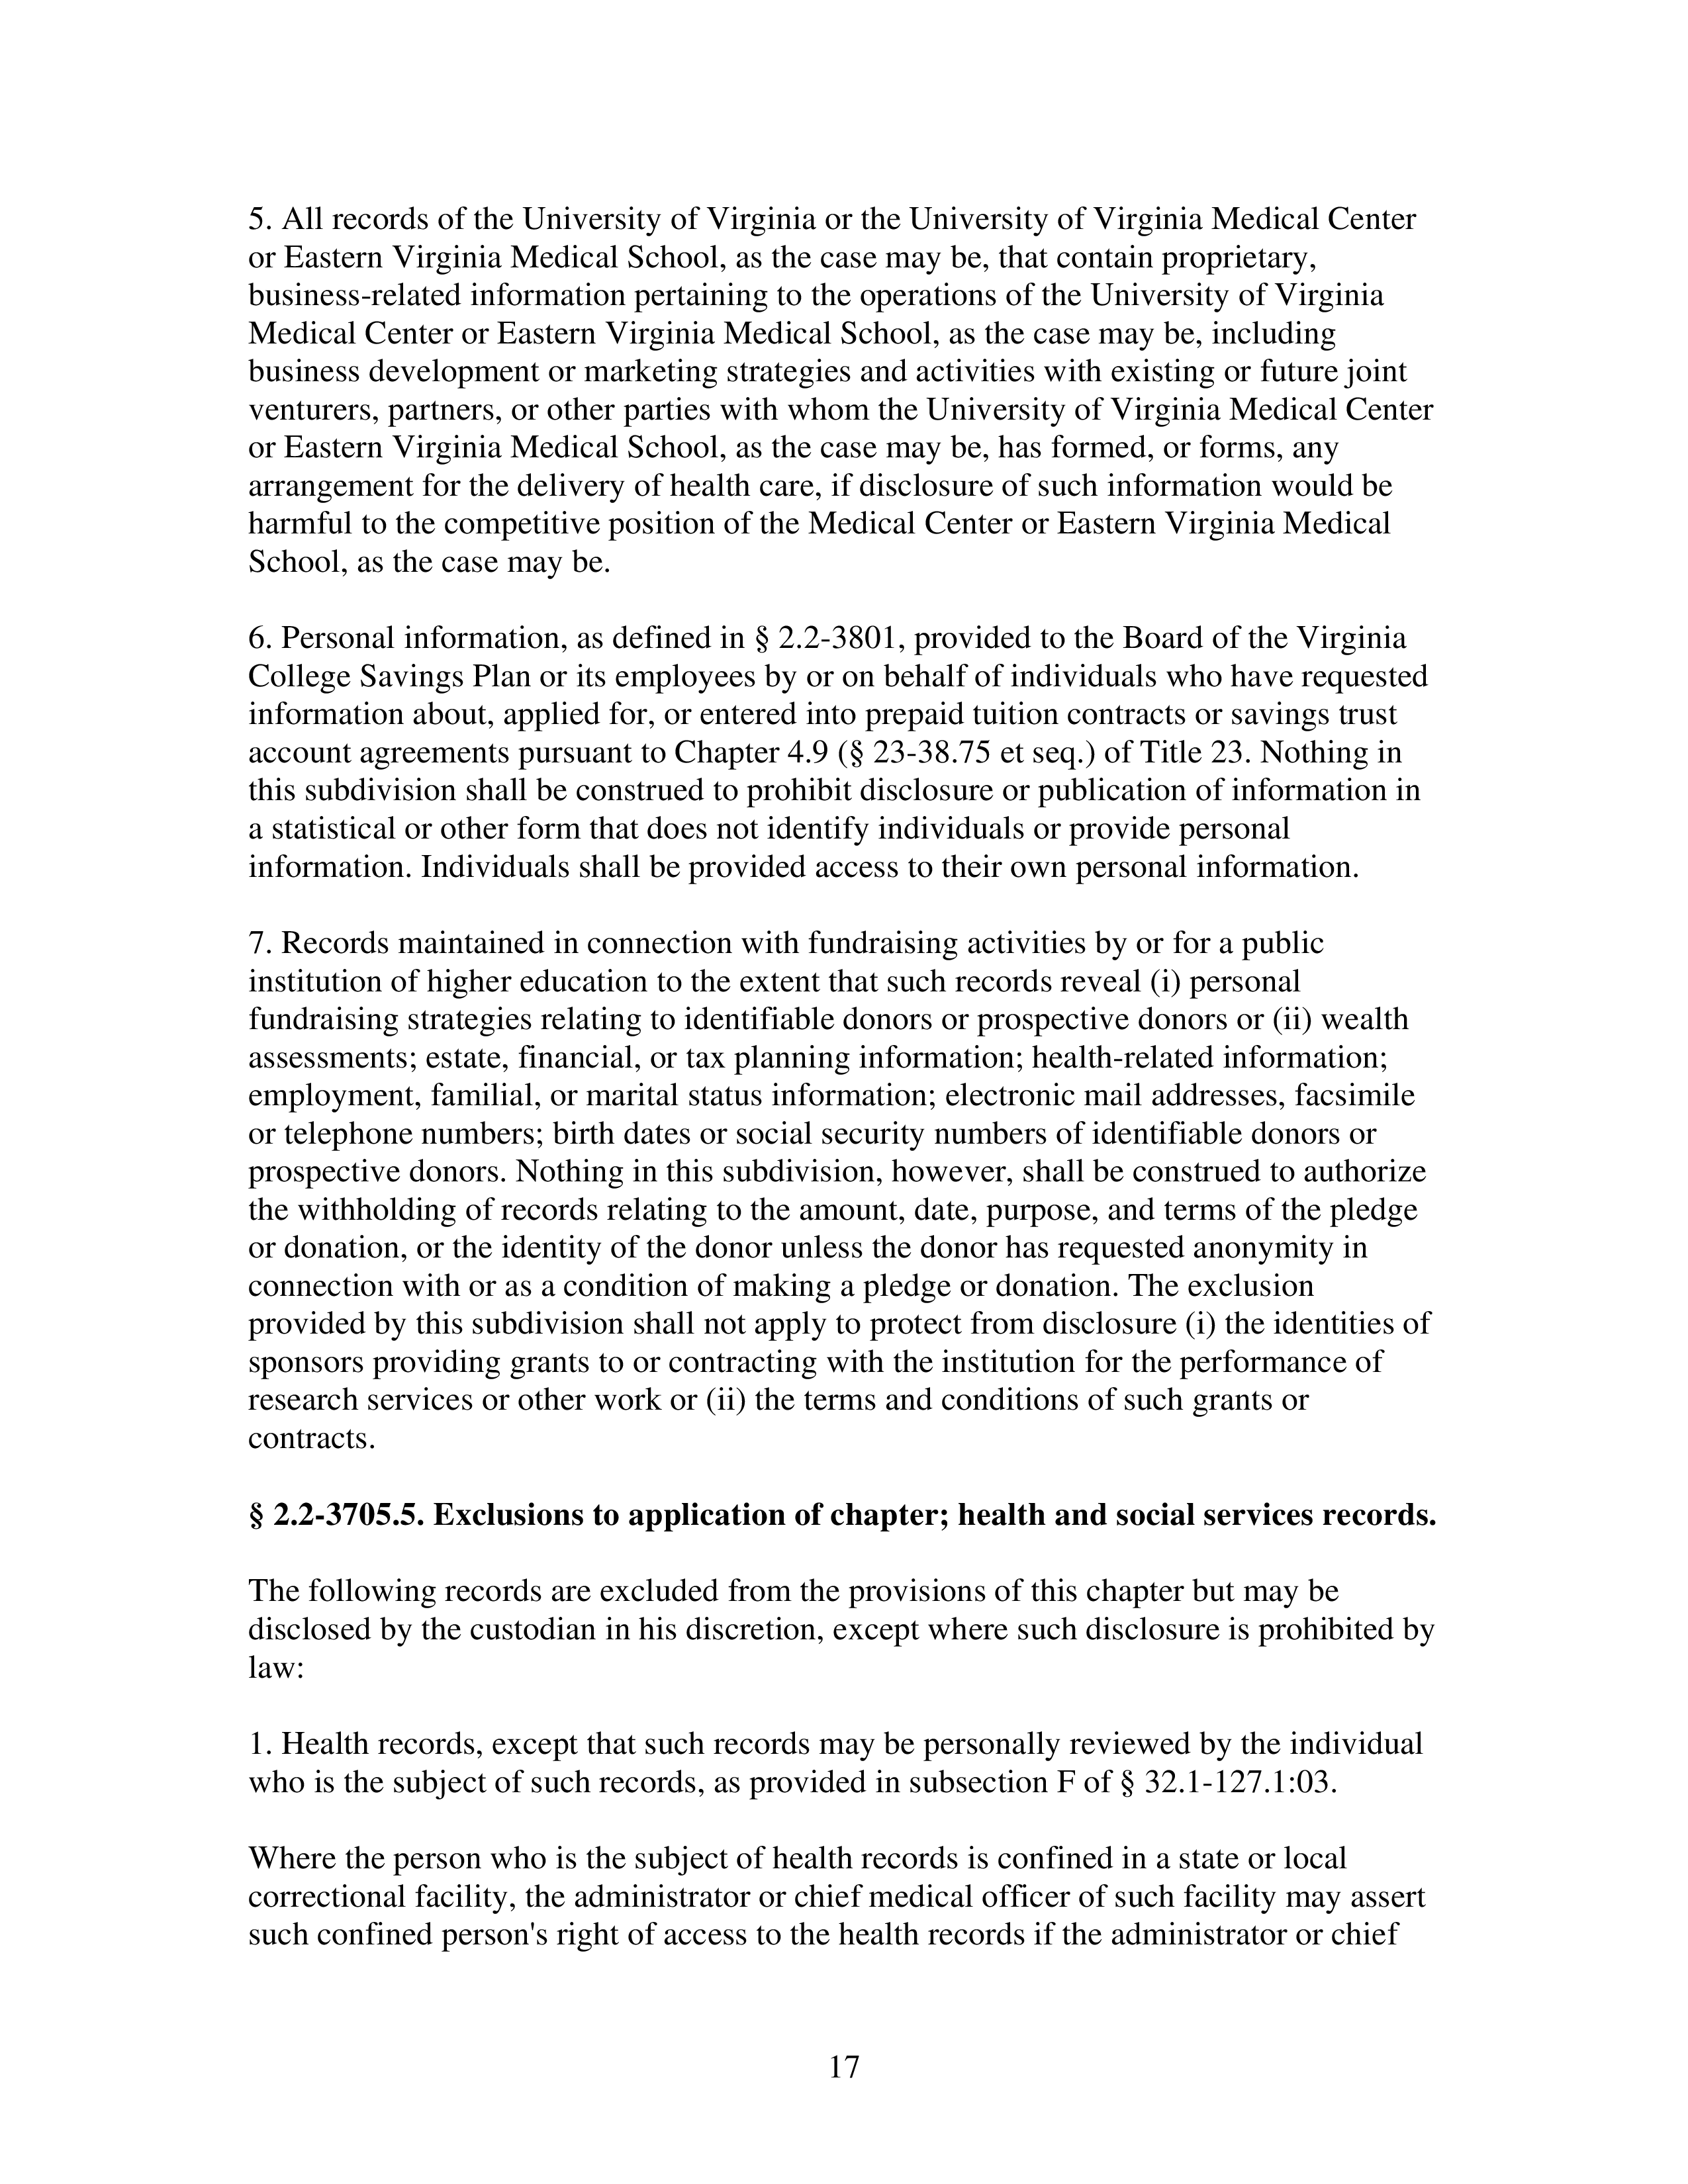 5. All records of the University of Virginia or the University of Virginia Medical Center
or Eastern Virginia Medical School, as the case may be, that contain proprietary,
business-related information pertaining to the operations of the University of Virginia
Medical Center or Eastern Virginia Medical School, as the case may be, including
business development or marketing strategies and activities with existing or future joint
venturers, partners, or other parties with whom the University of Virginia Medical Center
or Eastern Virginia Medical School, as the case may be, has formed, or forms, any
arrangement for the delivery of health care, if disclosure of such information would be
harmful to the competitive position of the Medical Center or Eastern Virginia Medical
School, as the case may be.
6. Personal information, as defined in § 2.2-3801, provided to the Board of the Virginia
College Savings Plan or its employees by or on behalf of individuals who have requested
information about, applied for, or entered into prepaid tuition contracts or savings trust
account agreements pursuant to Chapter 4.9 (§ 23-38.75 et seq.) of Title 23. Nothing in
this subdivision shall be construed to prohibit disclosure or publication of information in
a statistical or other form that does not identify individuals or provide personal
information. Individuals shall be provided access to their own personal information.
7. Records maintained in connection with fundraising activities by or for a public
institution of higher education to the extent that such records reveal (i) personal
fundraising strategies relating to identifiable donors or prospective donors or (ii) wealth
assessments; estate, financial, or tax planning information; health-related information;
employment, familial, or marital status information; electronic mail addresses, facsimile
or telephone numbers; birth dates or social security numbers of identifiable donors or
prospective donors. Nothing in this subdivision, however, shall be construed to authorize
the withholding of records relating to the amount, date, purpose, and terms of the pledge
or donation, or the identity of the donor unless the donor has requested anonymity in
connection with or as a condition of making a pledge or donation. The exclusion
provided by this subdivision shall not apply to protect from disclosure (i) the identities of
sponsors providing grants to or contracting with the institution for the performance of
research services or other work or (ii) the terms and conditions of such grants or
contracts.
§ 2.2-3705.5. Exclusions to application of chapter; health and social services records.
The following records are excluded from the provisions of this chapter but may be
disclosed by the custodian in his discretion, except where such disclosure is prohibited by
law:
1. Health records, except that such records may be personally reviewed by the individual
who is the subject of such records, as provided in subsection F of § 32.1-127.1:03.
Where the person who is the subject of health records is confined in a state or local
correctional facility, the administrator or chief medical officer of such facility may assert
such confined person's right of access to the health records if the administrator or chief
17